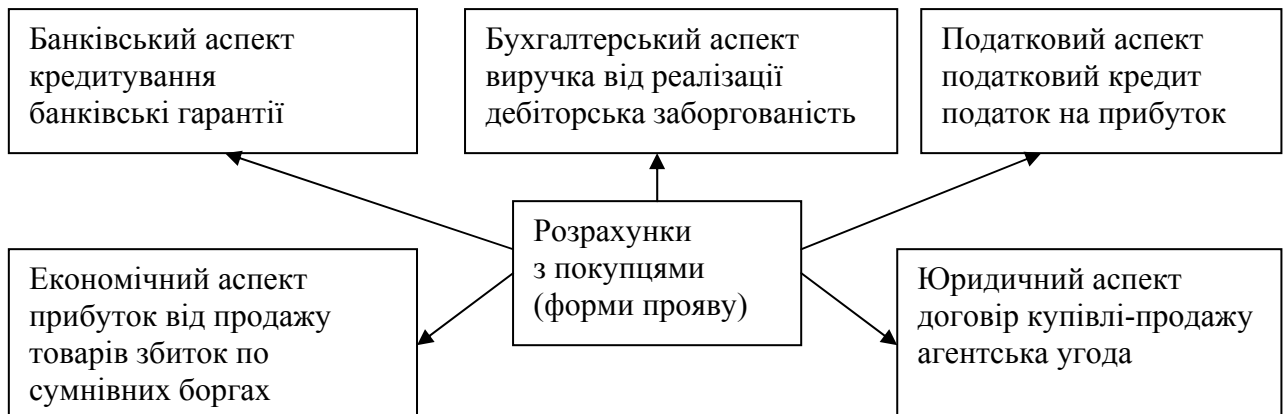 Банківський аспект
кредитування
банківські гарантії
Бухгалтерський аспект
виручка від реалізації
дебіторська заборгованість
Податковий аспект
податковий кредит
податок на прибуток
Розрахунки
з покупцями
(форми прояву)
Економічний аспект
прибуток від продажу
товарів збиток по
сумнівних боргах
Юридичний аспект
договір купівлі-продажу
агентська угода